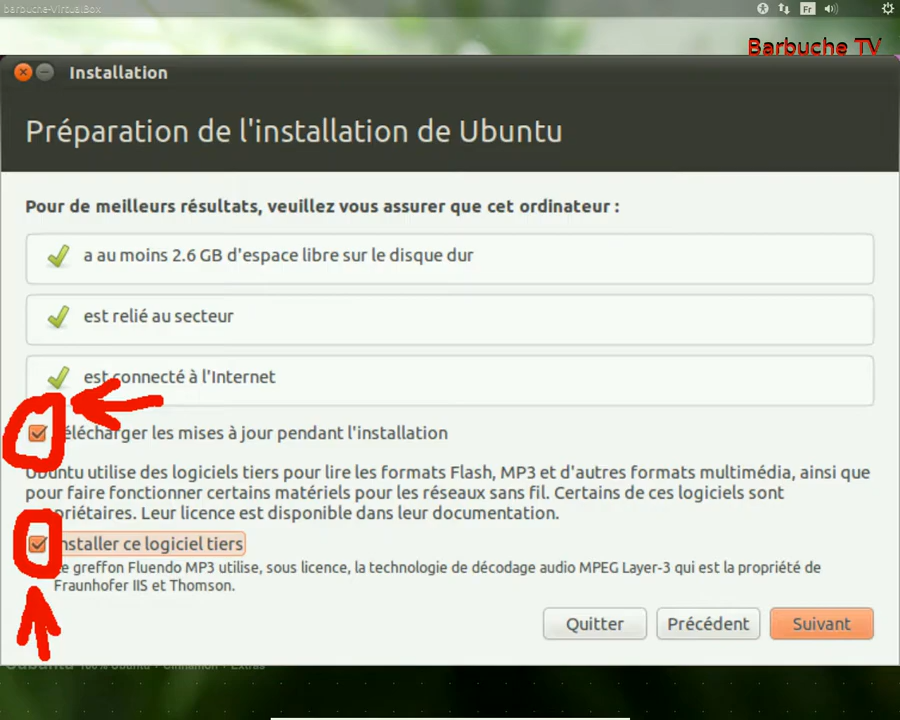 barbuche-VirtualBox
Fr
Barbuche TV
Installation
Préparation de l'installation de Ubuntu
Pour de meilleurs résultats, veuillez vous assurer que cet ordinateur :
a au moins 2.6 GB d'espace libre sur le disque dur
est relié au secteur
est connecté à l'Internet
Télécharger les mises à jour pendant l'installation
Ubuntu utilise des logiciels tiers pour lire les formats Flash, MP3 et d'autres formats multimédia, ainsi que
pour faire fonctionner certains matériels pour les réseaux sans fil. Certains de ces logiciels sont
propriétaires. Leur licence est disponible dans leur documentation.
Installer ce logiciel tiers
Le greffon Fluendo MP3 utilise, sous licence, la technologie de décodage audio MPEG Layer-3 qui est la propriété de
Fraunhofer IIS et Thomson.
Quitter
Précédent
Suivant